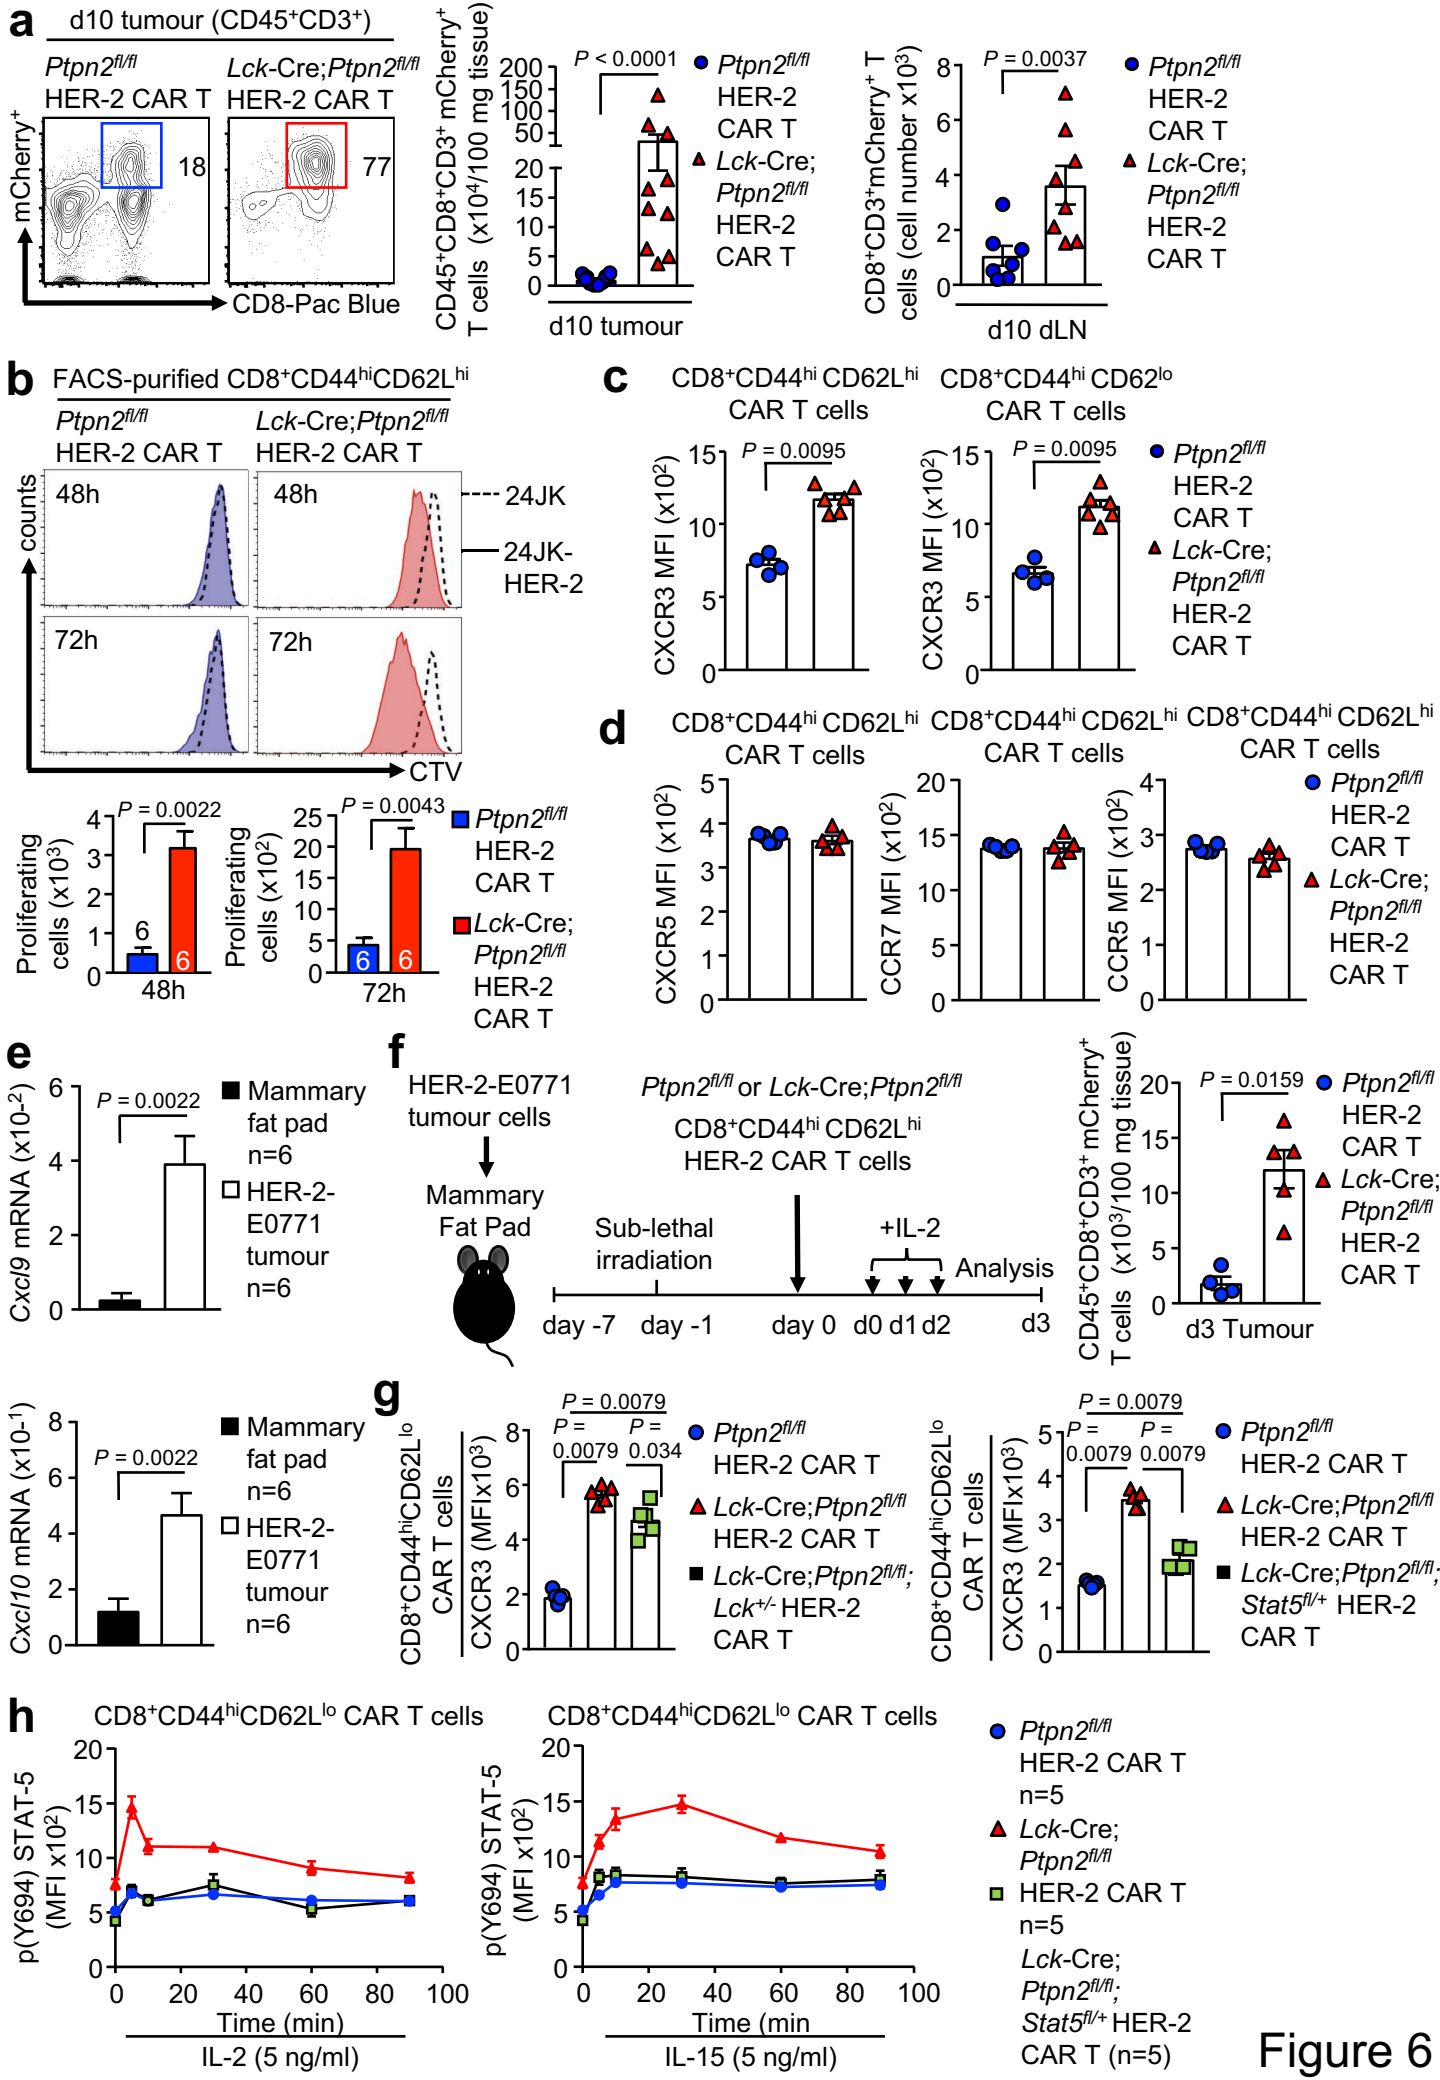 a
d10 tumour (CD45+CD3+)
Ptpn2fl/fl
HER-2 CAR T
Lck-Cre;Ptpn2fl/fl
HER-2 CAR T
mCherry+
18
77
CD8-Pac Blue
CD45+CD8+CD3+ mCherry+
T cells (x10⁴/100 mg tissue)
200
150
100
50
20
15
10
5
0
P < 0.0001
d10 tumour
Ptpn2fl/fl
HER-2
CAR T
Lck-Cre;
Ptpn2fl/fl
HER-2
CAR T
CD8+CD3+mCherry+ T
cells (cell number x10³)
8
6
4
2
0
P = 0.0037
d10 dLN
Ptpn2fl/fl
HER-2
CAR T
Lck-Cre;
Ptpn2fl/fl
HER-2
CAR T
b
FACS-purified CD8+CD44hiCD62Lhi
Ptpn2fl/fl
HER-2 CAR T
Lck-Cre;Ptpn2fl/fl
HER-2 CAR T
counts
48h
48h
72h
72h
24JK
24JK-
HER-2
CTV
Proliferating
cells (x10³)
4
3
2
1
0
P = 0.0022
6
6
48h
Proliferating
cells (x10²)
25
20
15
10
5
0
P = 0.0043
6
6
72h
Ptpn2fl/fl
HER-2
CAR T
Lck-Cre;
Ptpn2fl/fl
HER-2
CAR T
c
CD8+CD44hi CD62Lhi
CAR T cells
CXCR3 MFI (x10²)
15
10
5
0
P = 0.0095
CD8+CD44hi CD62lo
CAR T cells
CXCR3 MFI (x10²)
15
10
5
0
P = 0.0095
Ptpn2fl/fl
HER-2
CAR T
Lck-Cre;
Ptpn2fl/fl
HER-2
CAR T
d
CD8+CD44hi CD62Lhi
CAR T cells
CXCR5 MFI (x10²)
5
4
3
2
1
0
CD8+CD44hi CD62Lhi
CAR T cells
CCR7 MFI (x10²)
20
15
10
5
0
CD8+CD44hi CD62Lhi
CAR T cells
CCR5 MFI (x10²)
4
3
2
1
0
Ptpn2fl/fl
HER-2
CAR T
Lck-Cre;
Ptpn2fl/fl
HER-2
CAR T
e
Cxcl9 mRNA (x10-²)
6
4
2
0
P = 0.0022
Mammary
fat pad
n=6
HER-2-
E0771
tumour
n=6
Cxcl10 mRNA (x10-¹)
8
6
4
2
0
P = 0.0022
Mammary
fat pad
n=6
HER-2-
E0771
tumour
n=6
f
HER-2-E0771
tumour cells
Mammary
Fat Pad
Ptpn2fl/fl or Lck-Cre;Ptpn2fl/fl
CD8+CD44hi CD62Lhi
HER-2 CAR T cells
Sub-lethal
irradiation
+IL-2
Analysis
day -7
day -1
day 0
d0 d1 d2
d3
CD45+CD8+CD3+ mCherry+
T cells (x10³/100 mg tissue)
20
15
10
5
0
P = 0.0159
d3 Tumour
Ptpn2fl/fl
HER-2
CAR T
Lck-Cre;
Ptpn2fl/fl
HER-2
CAR T
g
CD8+CD44hiCD62Llo
CAR T cells
CXCR3 (MFIx10³)
8
6
4
2
0
P = 0.0079
P =
0.0079
P =
0.034
Ptpn2fl/fl
HER-2 CAR T
Lck-Cre;Ptpn2fl/fl
HER-2 CAR T
Lck-Cre;Ptpn2fl/fl;
Lck+/- HER-2
CAR T
CD8+CD44hiCD62Llo
CAR T cells
CXCR3 (MFIx10³)
5
4
3
2
1
0
P = 0.0079
P =
0.0079
P =
0.0079
Ptpn2fl/fl
HER-2 CAR T
Lck-Cre;Ptpn2fl/fl
HER-2 CAR T
Lck-Cre;Ptpn2fl/fl;
Stat5fl/+ HER-2
CAR T
h
CD8+CD44hiCD62Llo CAR T cells
p(Y694) STAT-5
(MFI x10²)
20
15
10
5
0
0 20 40 60 80 100
Time (min)
IL-2 (5 ng/ml)
CD8+CD44hiCD62Llo CAR T cells
p(Y694) STAT-5
(MFI x10²)
20
15
10
5
0
0 20 40 60 80 100
Time (min
IL-15 (5 ng/ml)
Ptpn2fl/fl
HER-2 CAR T
n=5
Lck-Cre;
Ptpn2fl/fl
HER-2 CAR T
n=5
Lck-Cre;
Ptpn2fl/fl;
Stat5fl/+ HER-2
CAR T (n=5)
Figure 6